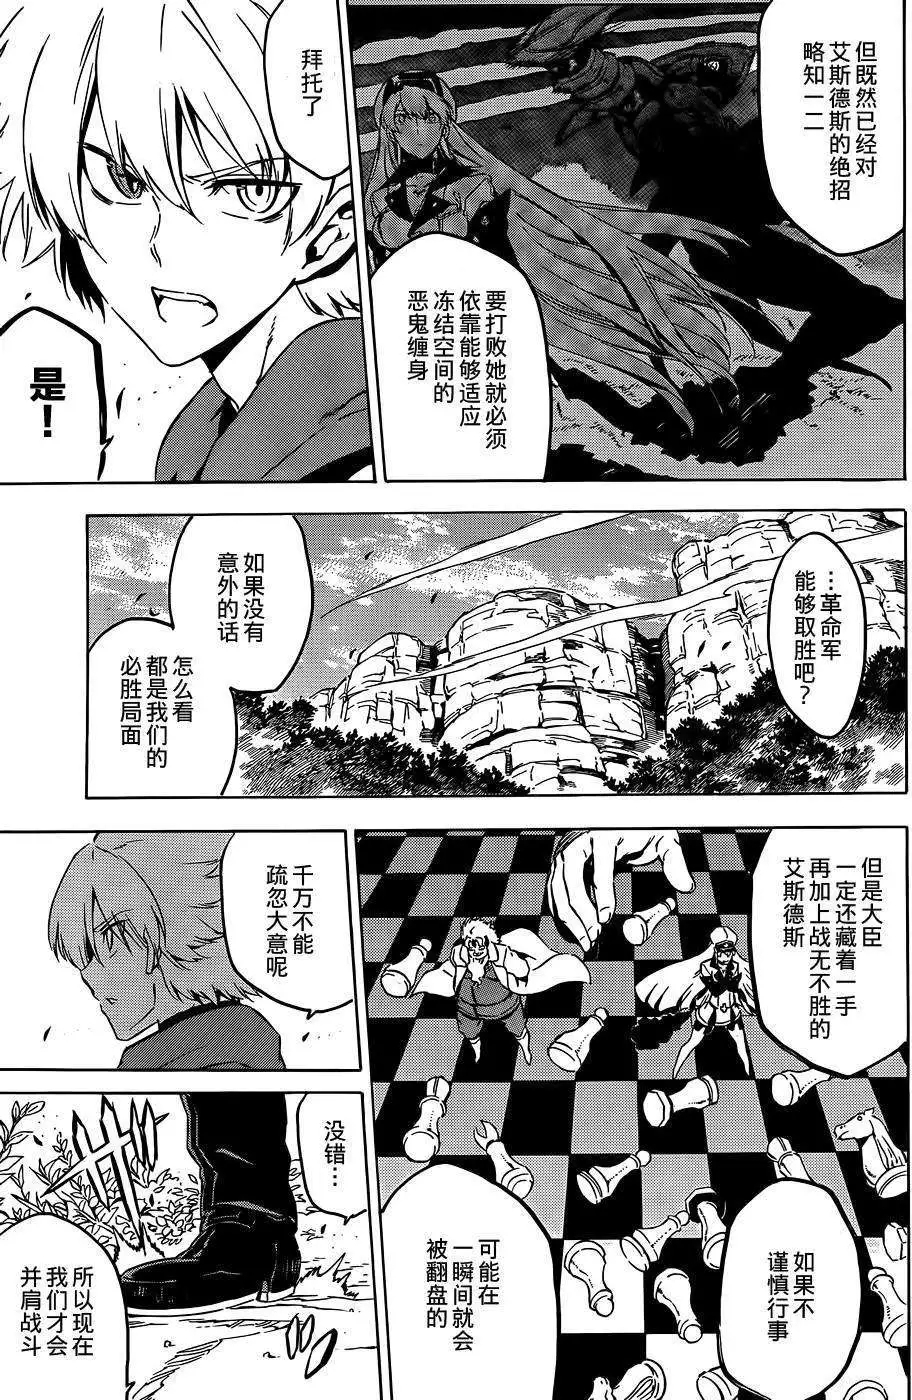 但既然已经对
艾斯德斯的绝招
略知一二
要打败她就必须
依靠能够适应
冻结空间的
恶鬼缠身
拜托了
是！
…革命军
能够取胜吧？
如果没有
意外的话
怎么看
都是我们的
必胜局面
但是大臣
一定还藏着一手
再加上战无不胜的
艾斯德斯
如果不
谨慎行事
可能在
一瞬间就会
被翻盘的
千万不能
疏忽大意呢
没错…
所以现在
我们才会
并肩战斗